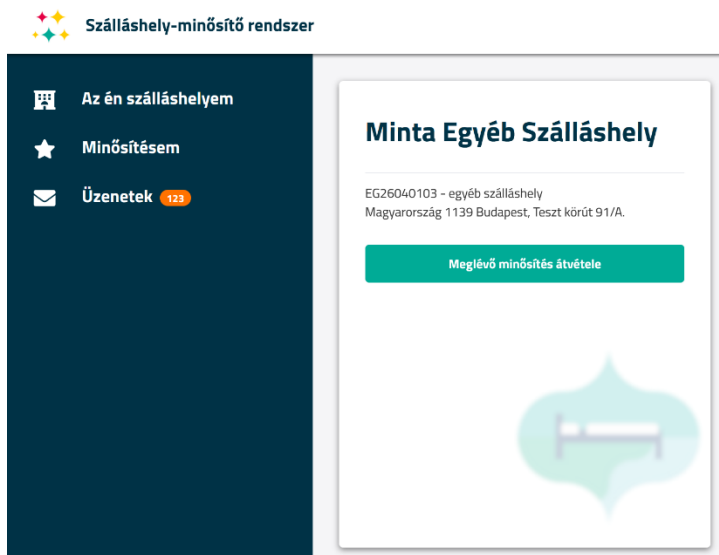 Szálláshely-minősítő rendszer
Az én szálláshelyem
Minősítésem
Üzenetek 123
Minta Egyéb Szálláshely
EG26040103 - egyéb szálláshely
Magyarország 1139 Budapest, Teszt körút 91/A.
Meglévő minősítés átvétele